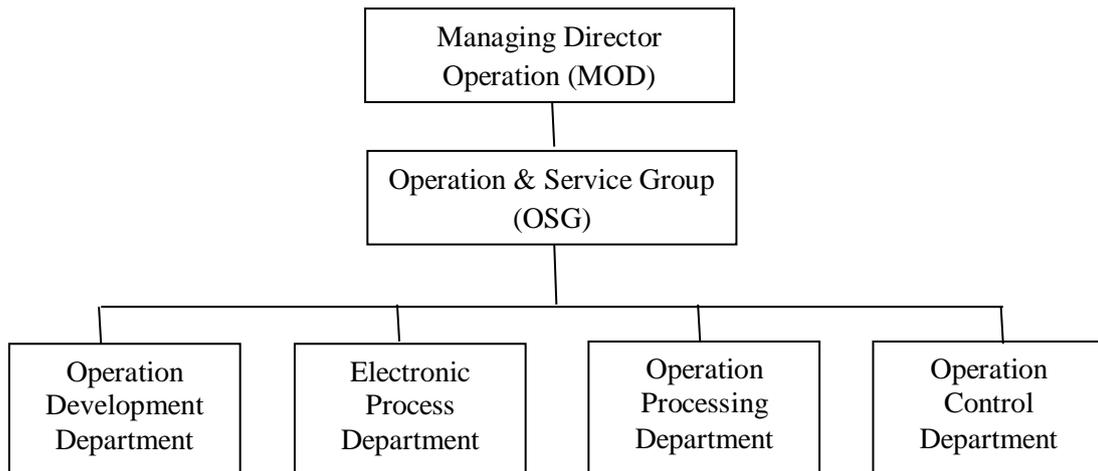 Managing Director
Operation (MOD)
Operation & Service Group
(OSG)
Operation
Development
Department
Electronic
Process
Department
Operation
Processing
Department
Operation
Control
Department